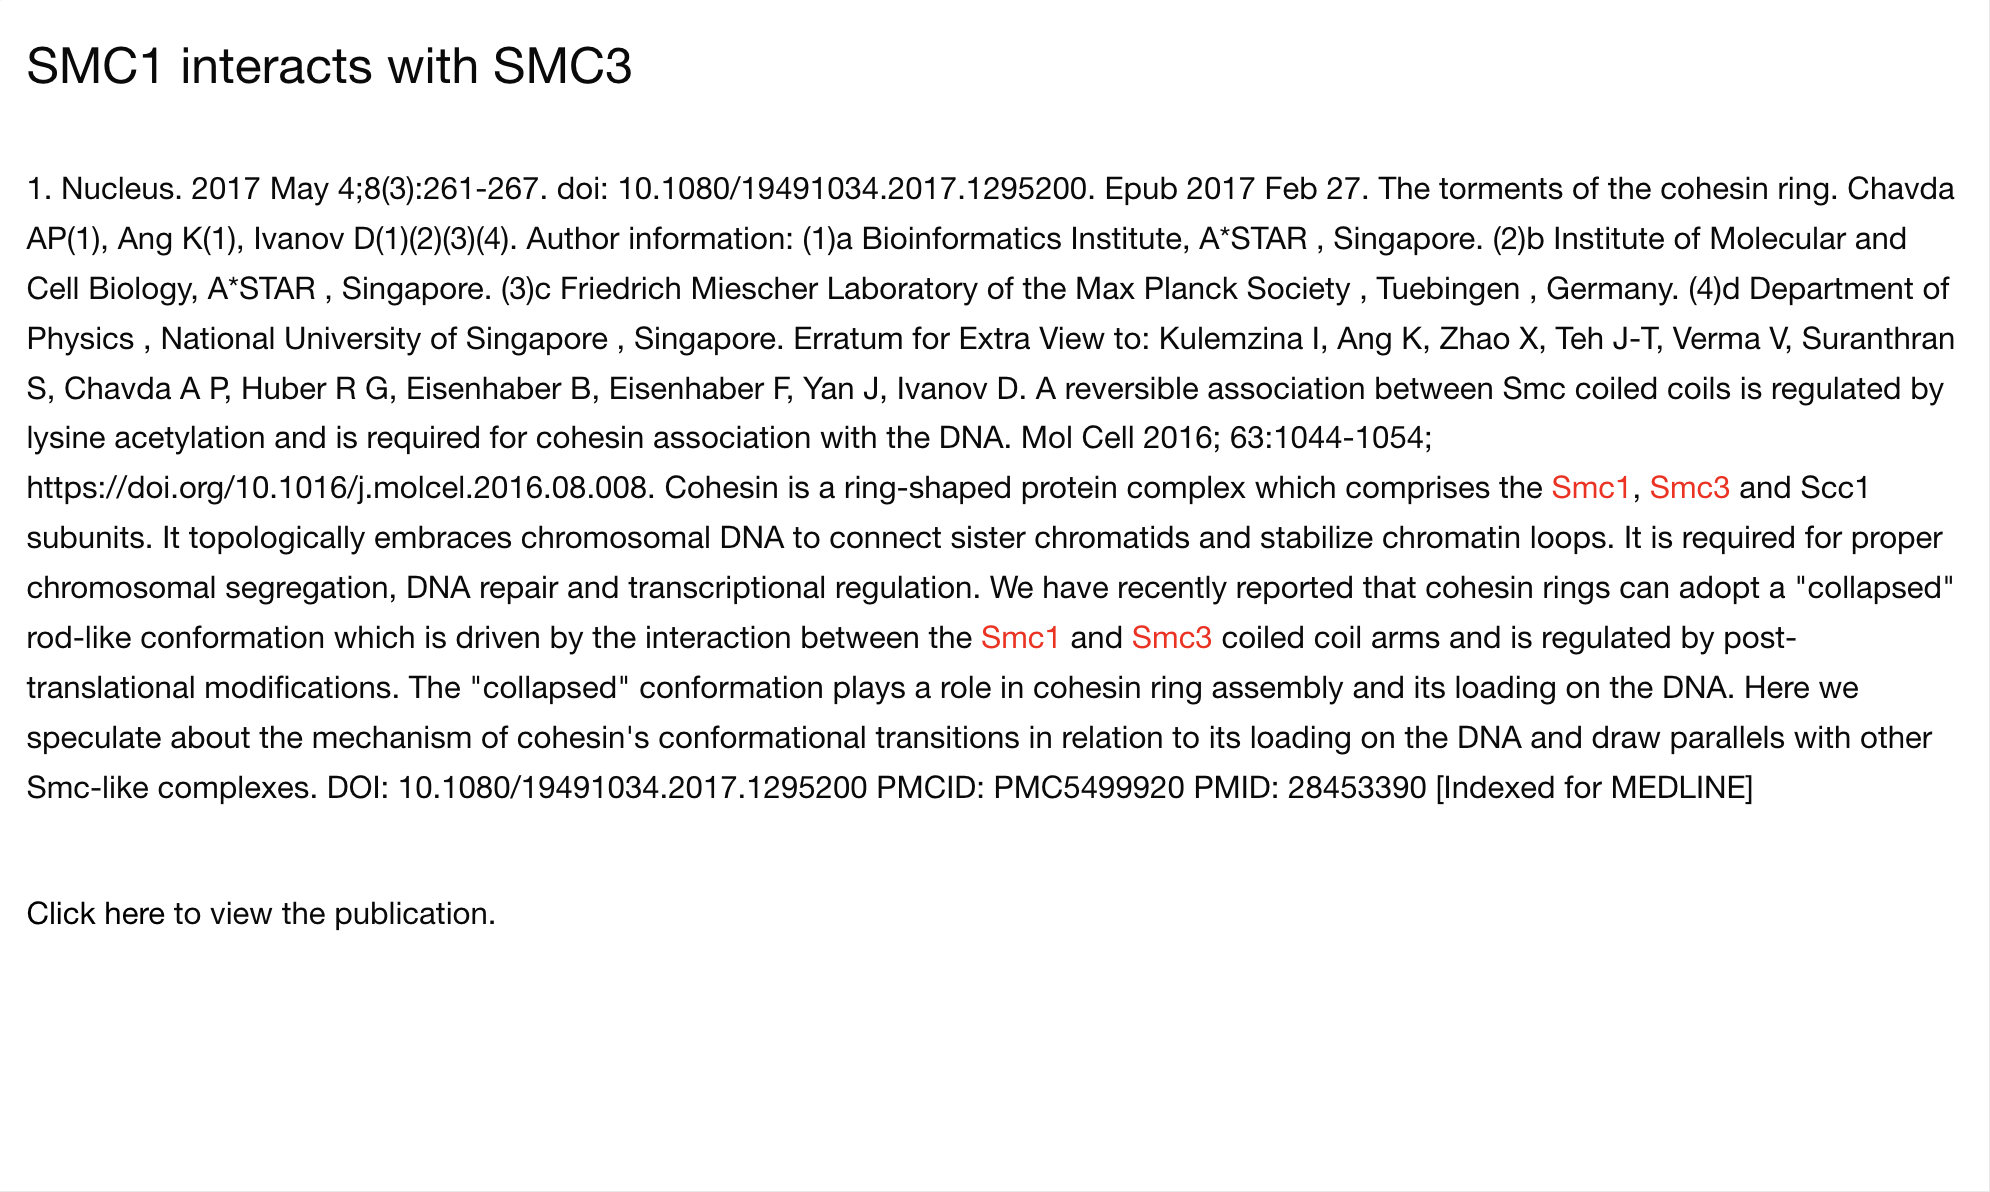 SMC1 interacts with SMC3
1. Nucleus. 2017 May 4;8(3):261-267. doi: 10.1080/19491034.2017.1295200. Epub 2017 Feb 27. The torments of the cohesin ring. Chavda
AP(1), Ang K(1), Ivanov D(1)(2)(3)(4). Author information: (1)a Bioinformatics Institute, A*STAR , Singapore. (2)b Institute of Molecular and
Cell Biology, A*STAR , Singapore. (3)c Friedrich Miescher Laboratory of the Max Planck Society , Tuebingen , Germany. (4)d Department of
Physics , National University of Singapore , Singapore. Erratum for Extra View to: Kulemzina I, Ang K, Zhao X, Teh J-T, Verma V, Suranthran
S, Chavda A P, Huber R G, Eisenhaber B, Eisenhaber F, Yan J, Ivanov D. A reversible association between Smc coiled coils is regulated by
lysine acetylation and is required for cohesin association with the DNA. Mol Cell 2016; 63:1044-1054;
https://doi.org/10.1016/j.molcel.2016.08.008. Cohesin is a ring-shaped protein complex which comprises the Smc1, Smc3 and Scc1
subunits. It topologically embraces chromosomal DNA to connect sister chromatids and stabilize chromatin loops. It is required for proper
chromosomal segregation, DNA repair and transcriptional regulation. We have recently reported that cohesin rings can adopt a "collapsed"
rod-like conformation which is driven by the interaction between the Smc1 and Smc3 coiled coil arms and is regulated by post-
translational modifications. The "collapsed" conformation plays a role in cohesin ring assembly and its loading on the DNA. Here we
speculate about the mechanism of cohesin's conformational transitions in relation to its loading on the DNA and draw parallels with other
Smc-like complexes. DOI: 10.1080/19491034.2017.1295200 PMCID: PMC5499920 PMID: 28453390 [Indexed for MEDLINE]
Click here to view the publication.